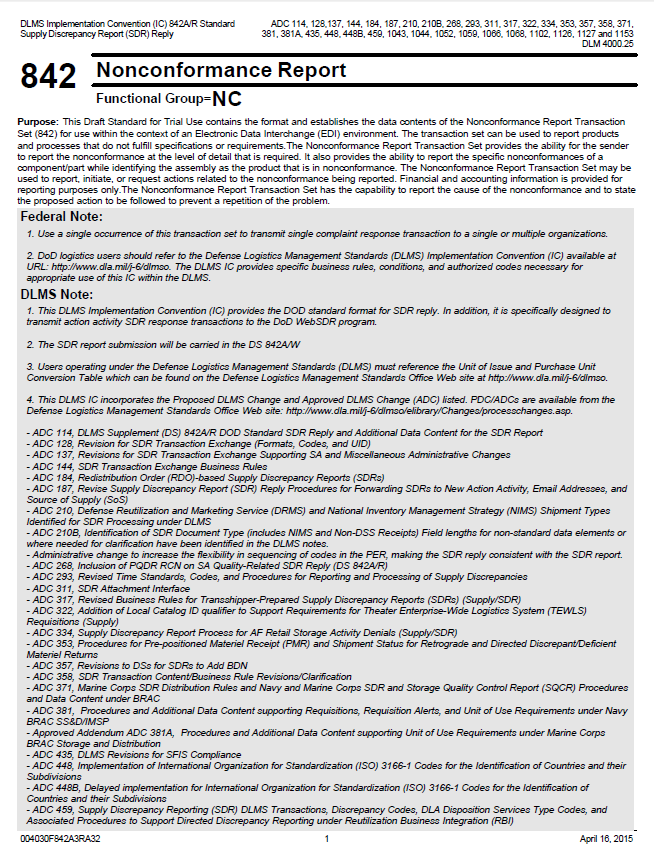 DLMS Implementation Convention (IC) 842A/R Standard
Supply Discrepancy Report (SDR) Reply
ADC 114, 128,137, 144, 184, 187, 210, 210B, 268, 293, 311, 317, 322, 334, 353, 357, 358, 371,
381, 381A, 435, 448, 448B, 459, 1043, 1044, 1052, 1059, 1066, 1068, 1102, 1126, 1127 and 1153
DLM 4000.25
842 Nonconformance Report
Functional Group=NC
Purpose: This Draft Standard for Trial Use contains the format and establishes the data contents of the Nonconformance Report Transaction
Set (842) for use within the context of an Electronic Data Interchange (EDI) environment. The transaction set can be used to report products
and processes that do not fulfill specifications or requirements.The Nonconformance Report Transaction Set provides the ability for the sender
to report the nonconformance at the level of detail that is required. It also provides the ability to report the specific nonconformances of a
component/part while identifying the assembly as the product that is in nonconformance. The Nonconformance Report Transaction Set may be
used to report, initiate, or request actions related to the nonconformance being reported. Financial and accounting information is provided for
reporting purposes only.The Nonconformance Report Transaction Set has the capability to report the cause of the nonconformance and to state
the proposed action to be followed to prevent a repetition of the problem.
Federal Note:
1. Use a single occurrence of this transaction set to transmit single complaint response transaction to a single or multiple organizations.
2. DoD logistics users should refer to the Defense Logistics Management Standards (DLMS) Implementation Convention (IC) available at
URL: http://www.dla.mil/j-6/dlmso. The DLMS IC provides specific business rules, conditions, and authorized codes necessary for
appropriate use of this IC within the DLMS.
DLMS Note:
1. This DLMS Implementation Convention (IC) provides the DOD standard format for SDR reply. In addition, it is specifically designed to
transmit action activity SDR response transactions to the DoD WebSDR program.
2. The SDR report submission will be carried in the DS 842A/W
3. Users operating under the Defense Logistics Management Standards (DLMS) must reference the Unit of Issue and Purchase Unit
Conversion Table which can be found on the Defense Logistics Management Standards Office Web site at http://www.dla.mil/j-6/dlmso.
4. This DLMS IC incorporates the Proposed DLMS Change and Approved DLMS Change (ADC) listed. PDC/ADCs are available from the
Defense Logistics Management Standards Office Web site: http://www.dla.mil/j-6/dlmso/elibrary/Changes/processchanges.asp.
- ADC 114, DLMS Supplement (DS) 842A/R DOD Standard SDR Reply and Additional Data Content for the SDR Report
- ADC 128, Revision for SDR Transaction Exchange (Formats, Codes, and UID)
- ADC 137, Revisions for SDR Transaction Exchange Supporting SA and Miscellaneous Administrative Changes
- ADC 144, SDR Transaction Exchange Business Rules
- ADC 184, Redistribution Order (RDO)-based Supply Discrepancy Reports (SDRs)
- ADC 187, Revise Supply Discrepancy Report (SDR) Reply Procedures for Forwarding SDRs to New Action Activity, Email Addresses, and
Source of Supply (SoS)
- ADC 210, Defense Reutilization and Marketing Service (DRMS) and National Inventory Management Strategy (NIMS) Shipment Types
Identified for SDR Processing under DLMS
- ADC 210B, Identification of SDR Document Type (includes NIMS and Non-DSS Receipts) Field lengths for non-standard data elements or
where needed for clarification have been identified in the DLMS notes.
- Administrative change to increase the flexibility in sequencing of codes in the PER, making the SDR reply consistent with the SDR report.
- ADC 268, Inclusion of PQDR RCN on SA Quality-Related SDR Reply (DS 842A/R)
- ADC 293, Revised Time Standards, Codes, and Procedures for Reporting and Processing of Supply Discrepancies
- ADC 311, SDR Attachment Interface
- ADC 317, Revised Business Rules for Transshipper-Prepared Supply Discrepancy Reports (SDRs) (Supply/SDR)
- ADC 322, Addition of Local Catalog ID qualifier to Support Requirements for Theater Enterprise-Wide Logistics System (TEWLS)
Requisitions (Supply)
- ADC 334, Supply Discrepancy Report Process for AF Retail Storage Activity Denials (Supply/SDR)
- ADC 353, Procedures for Pre-positioned Materiel Receipt (PMR) and Shipment Status for Retrograde and Directed Discrepant/Deficient
Materiel Returns
- ADC 357, Revisions to DSs for SDRs to Add BDN
- ADC 358, SDR Transaction Content/Business Rule Revisions/Clarification
- ADC 371, Marine Corps SDR Distribution Rules and Navy and Marine Corps SDR and Storage Quality Control Report (SQCR) Procedures
and Data Content under BRAC
- ADC 381, Procedures and Additional Data Content supporting Requisitions, Requisition Alerts, and Unit of Use Requirements under Navy
BRAC SS&D/IMSP
- Approved Addendum ADC 381A, Procedures and Additional Data Content supporting Unit of Use Requirements under Marine Corps
BRAC Storage and Distribution
- ADC 435, DLMS Revisions for SFIS Compliance
- ADC 448, Implementation of International Organization for Standardization (ISO) 3166-1 Codes for the Identification of Countries and their
Subdivisions
- ADC 448B, Delayed implementation for International Organization for Standardization (ISO) 3166-1 Codes for the Identification of
Countries and their Subdivisions
- ADC 459, Supply Discrepancy Reporting (SDR) DLMS Transactions, Discrepancy Codes, DLA Disposition Services Type Codes, and
Associated Procedures to Support Directed Discrepancy Reporting under Reutilization Business Integration (RBI)
004030F842A3RA32
1
April 16, 2015